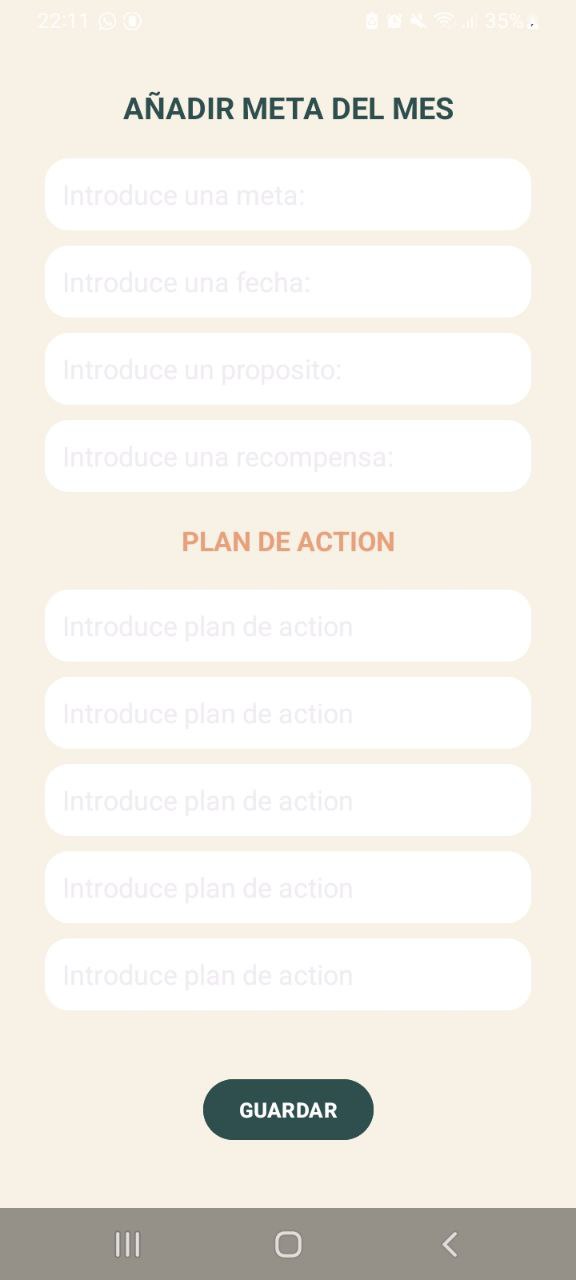 22:11
35%
AÑADIR META DEL MES
Introduce una meta:
Introduce una fecha:
Introduce un proposito:
Introduce una recompensa:
PLAN DE ACTION
Introduce plan de action
Introduce plan de action
Introduce plan de action
Introduce plan de action
Introduce plan de action
GUARDAR